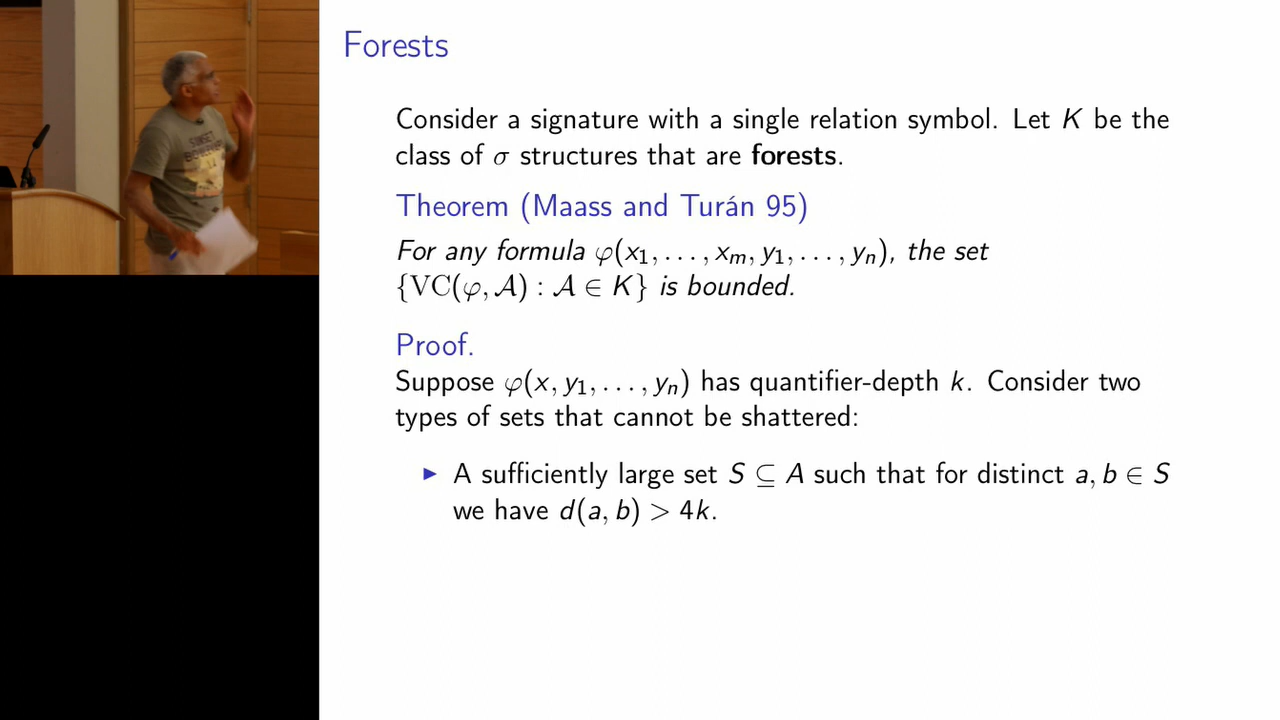 Forests
Consider a signature with a single relation symbol. Let K be the
class of σ structures that are forests.
Theorem (Maass and Turán 95)
For any formula φ(x₁, . . . , xₘ, y₁, . . . , yₙ), the set
{VC(φ, 𝒜) : 𝒜 ∈ K} is bounded.
Proof.
Suppose φ(x, y₁, . . . , yₙ) has quantifier-depth k. Consider two
types of sets that cannot be shattered:
▶ A sufficiently large set S ⊆ A such that for distinct a, b ∈ S
we have d(a, b) > 4k.